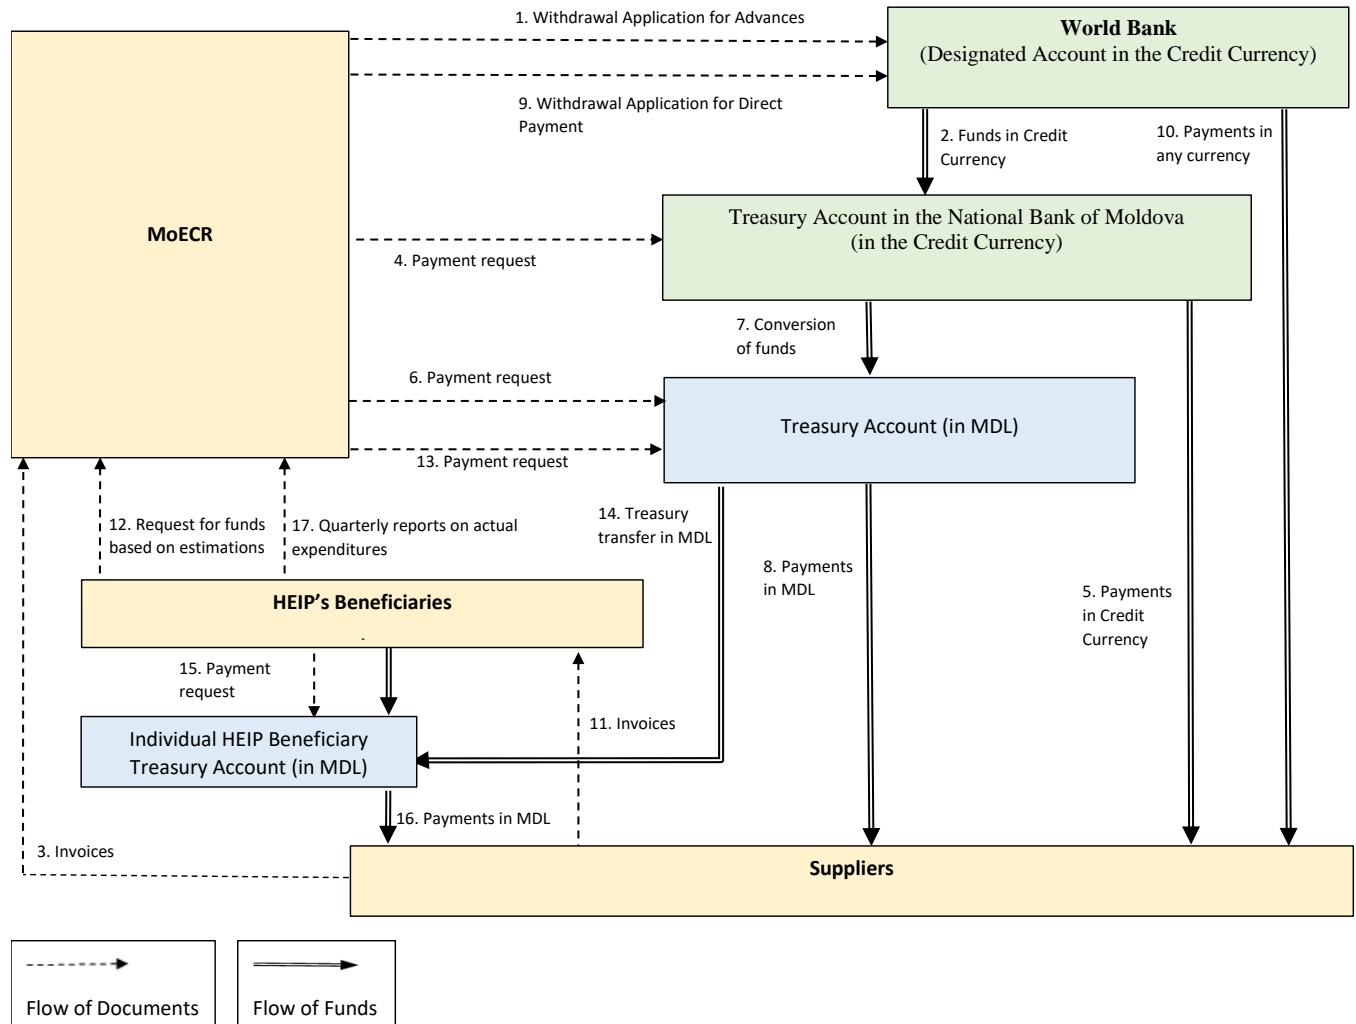 1. Withdrawal Application for Advances
World Bank
(Designated Account in the Credit Currency)
9. Withdrawal Application for Direct
Payment
2. Funds in Credit
Currency
10. Payments in
any currency
MoECR
Treasury Account in the National Bank of Moldova
(in the Credit Currency)
4. Payment request
7. Conversion
of funds
6. Payment request
Treasury Account (in MDL)
13. Payment request
12. Request for funds
based on estimations
17. Quarterly reports on actual
expenditures
14. Treasury
transfer in MDL
8. Payments
in MDL
5. Payments
in Credit
Currency
HEIP’s Beneficiaries
15. Payment
request
11. Invoices
Individual HEIP Beneficiary
Treasury Account (in MDL)
16. Payments in MDL
3. Invoices
Suppliers
Flow of Documents
Flow of Funds